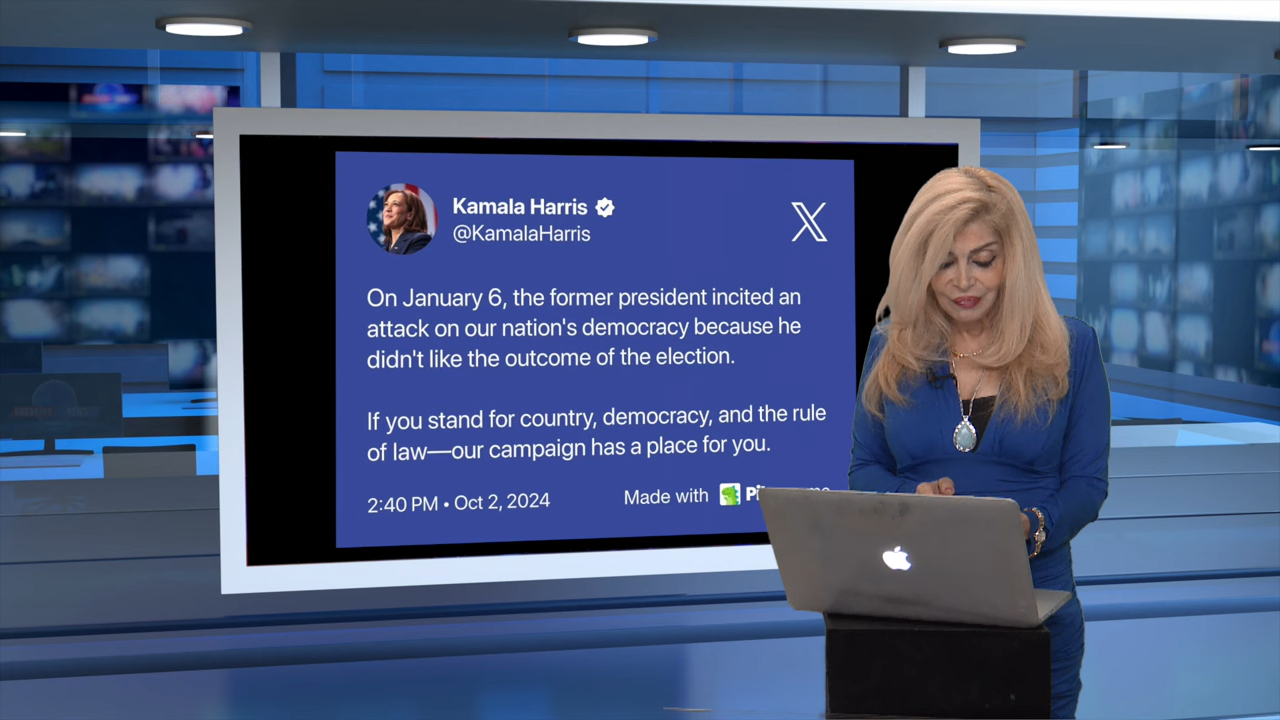 Kamala Harris
@KamalaHarris
On January 6, the former president incited an
attack on our nation's democracy because he
didn't like the outcome of the election.
If you stand for country, democracy, and the rule
of law—our campaign has a place for you.
2:40 PM • Oct 2, 2024
Made with